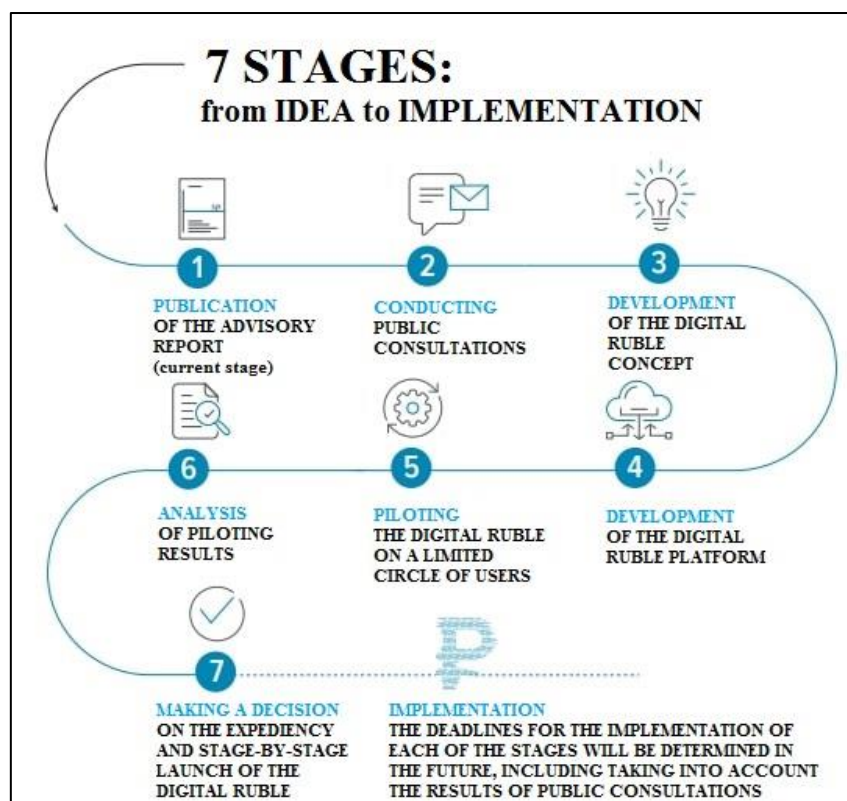 7 STAGES:
from IDEA to IMPLEMENTATION
1
PUBLICATION
OF THE ADVISORY
REPORT
(current stage)
2
CONDUCTING
PUBLIC
CONSULTATIONS
3
DEVELOPMENT
OF THE DIGITAL
RUBLE
CONCEPT
4
DEVELOPMENT
OF THE DIGITAL
RUBLE PLATFORM
5
PILOTING
THE DIGITAL RUBLE
ON A LIMITED
CIRCLE OF USERS
6
ANALYSIS
OF PILOTING
RESULTS
7
MAKING A DECISION
ON THE EXPEDIENCY
AND STAGE-BY-STAGE
LAUNCH OF THE
DIGITAL RUBLE
IMPLEMENTATION
THE DEADLINES FOR THE IMPLEMENTATION OF
EACH OF THE STAGES WILL BE DETERMINED IN
THE FUTURE, INCLUDING TAKING INTO ACCOUNT
THE RESULTS OF PUBLIC CONSULTATIONS